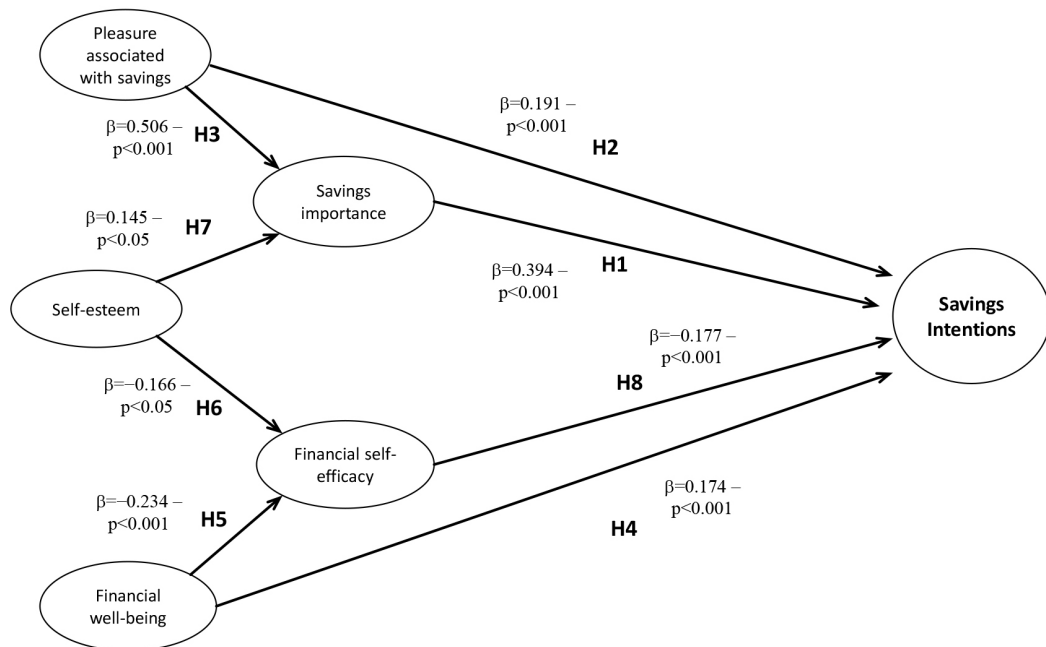 Pleasure
associated
with savings
β=0.191 –
p<0.001
H2
β=0.506 –
p<0.001
H3
Savings
importance
β=0.145 –
p<0.05
H7
β=0.394 –
p<0.001
H1
Self-esteem
Savings
Intentions
β=−0.177 –
p<0.001
H8
β=−0.166 –
p<0.05
H6
Financial self-
efficacy
β=−0.234 –
p<0.001
H5
β=0.174 –
p<0.001
H4
Financial
well-being